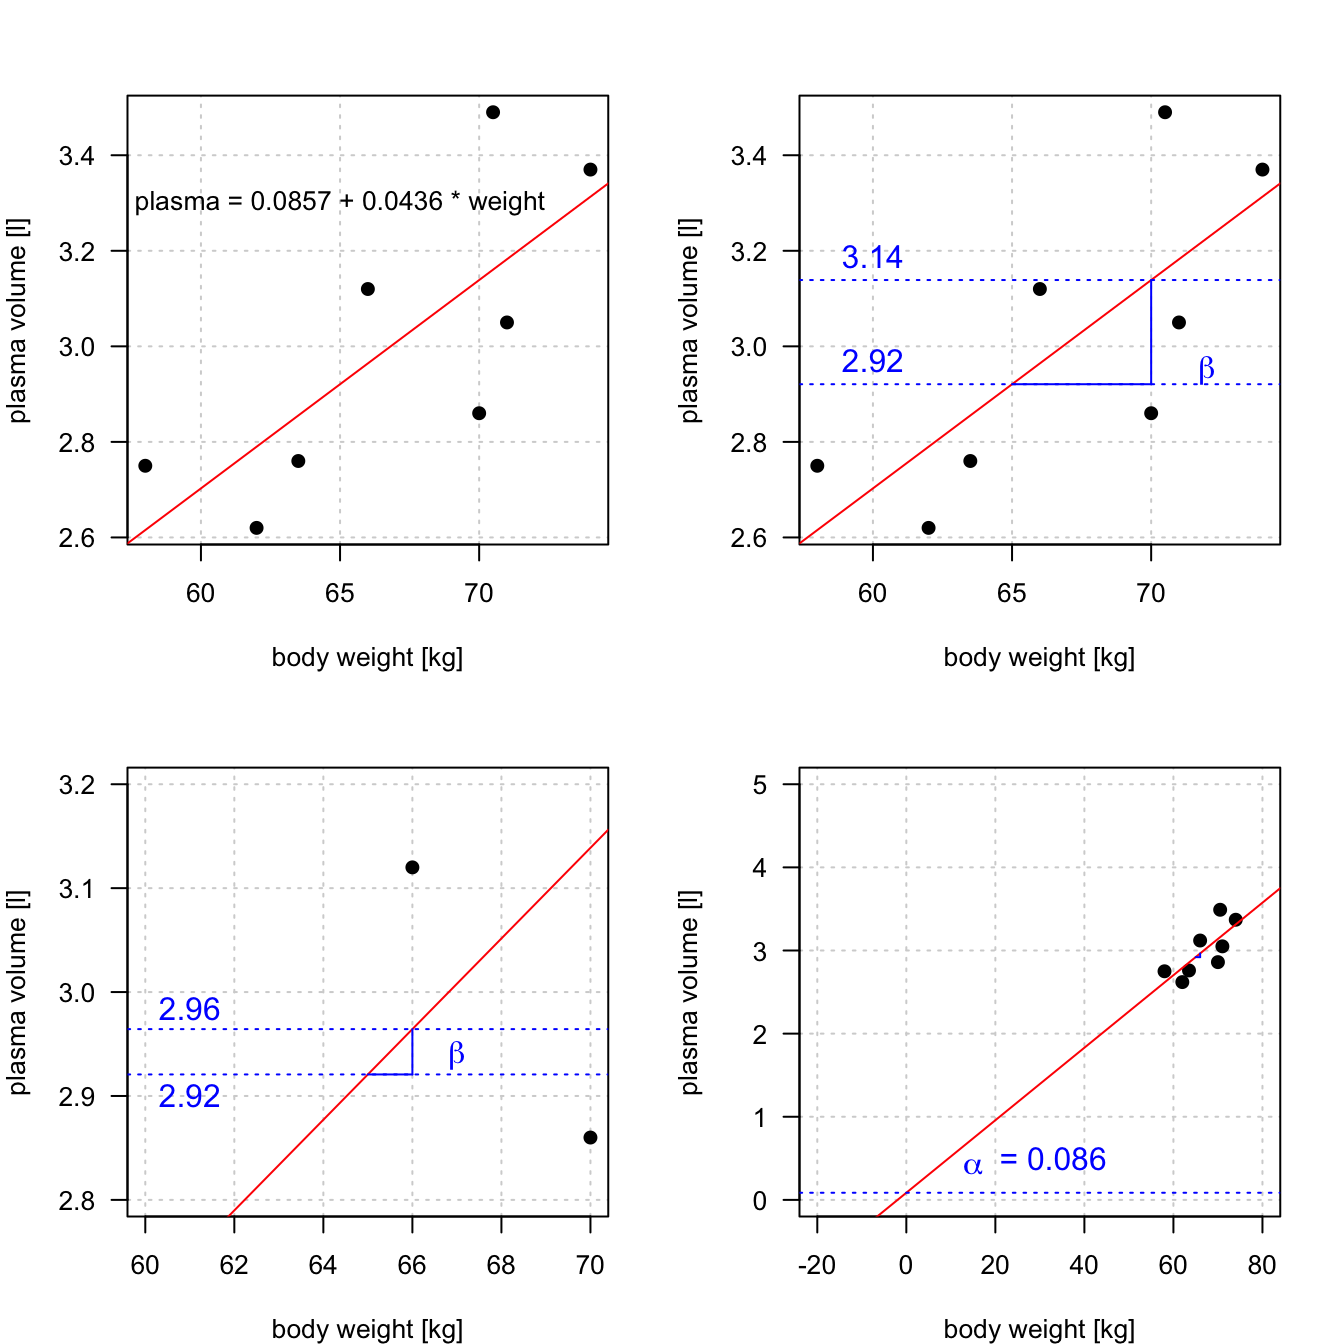 plasma volume [l]
3.4
3.2
3.0
2.8
2.6
plasma = 0.0857 + 0.0436 * weight
60 65 70
body weight [kg]
plasma volume [l]
3.4
3.2
3.0
2.8
2.6
3.14
2.92
β
60 65 70
body weight [kg]
plasma volume [l]
3.2
3.1
3.0
2.9
2.8
2.96
β
2.92
60 62 64 66 68 70
body weight [kg]
plasma volume [l]
5
4
3
2
1
0
α = 0.086
-20 0 20 40 60 80
body weight [kg]